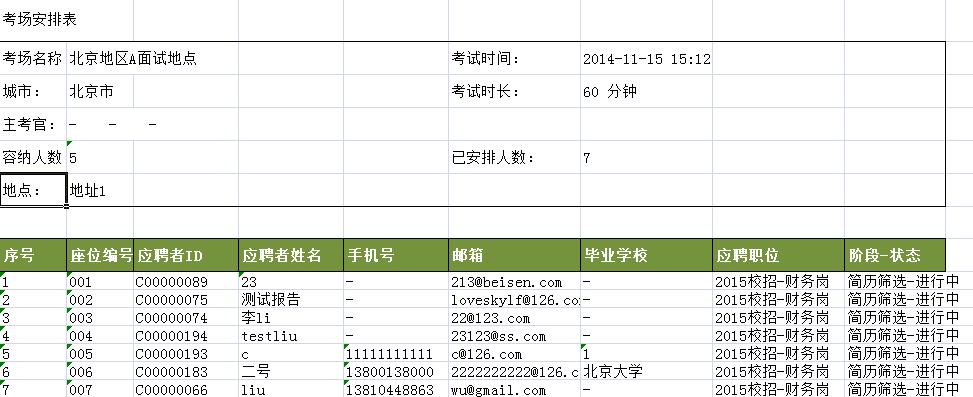 考场安排表
考场名称 北京地区A面试地点 考试时间： 2014-11-15 15:12
城市： 北京市 考试时长： 60 分钟
主考官： - - -
容纳人数 5 已安排人数： 7
地点： 地址1
序号 座位编号 应聘者ID 应聘者姓名 手机号 邮箱 毕业学校 应聘职位 阶段-状态
1 001 C00000089 23 - 213@beisen.com - 2015校招-财务岗 简历筛选-进行中
2 002 C00000075 测试报告 - loveskylf@126.co - 2015校招-财务岗 简历筛选-进行中
3 003 C00000074 李li - 22@123.com - 2015校招-财务岗 简历筛选-进行中
4 004 C00000194 testliu - 23123@ss.com - 2015校招-财务岗 简历筛选-进行中
5 005 C00000193 c 11111111111 c@126.com 1 2015校招-财务岗 简历筛选-进行中
6 006 C00000183 二号 13800138000 2222222222@126.c 北京大学 2015校招-财务岗 简历筛选-进行中
7 007 C00000066 liu 13810448863 wu@gmail.com - 2015校招-财务岗 简历筛选-进行中